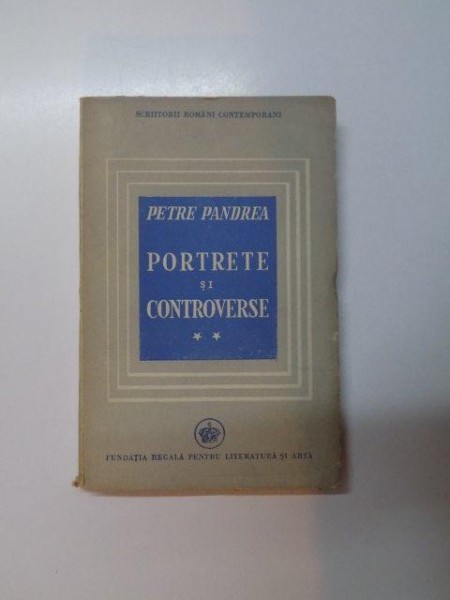 SCRIITORII ROMÂNI CONTEMPORANI
PETRE PANDREA
PORTRETE
ȘI
CONTROVERSE
★ ★
FUNDAȚIA REGALĂ PENTRU LITERATURĂ ȘI ARTĂ